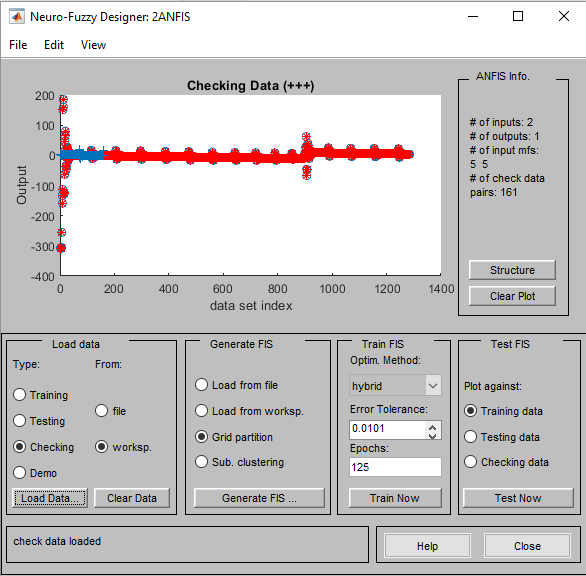 Neuro-Fuzzy Designer: 2ANFIS
File Edit View
Checking Data (+++)
200
100
0
-100
-200
-300
-400
Output
0 200 400 600 800 1000 1200 1400
data set index
ANFIS Info.
# of inputs: 2
# of outputs: 1
# of input mfs:
5 5
# of check data
pairs: 161
Structure
Clear Plot
Load data
Type: From:
Training
Testing
Checking
Demo
file
worksp.
Load Data... Clear Data
Generate FIS
Load from file
Load from worksp.
Grid partition
Sub. clustering
Generate FIS ...
Train FIS
Optim. Method:
hybrid
Error Tolerance:
0.0101
Epochs:
125
Train Now
Test FIS
Plot against:
Training data
Testing data
Checking data
Test Now
check data loaded
Help Close